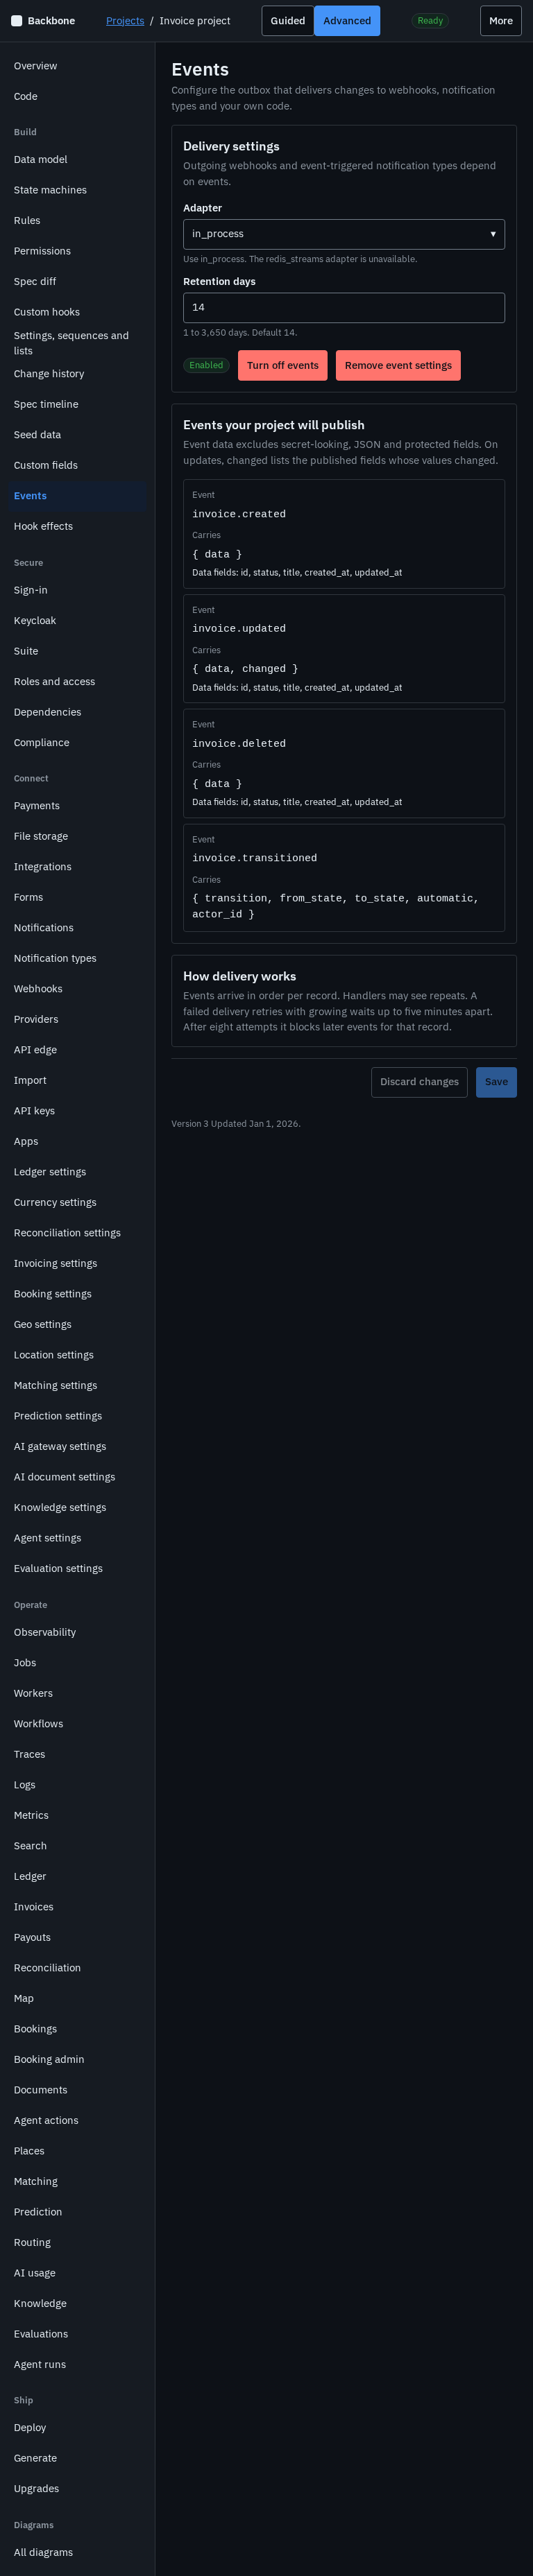 Backbone
Projects / Invoice project
Guided
Advanced
Ready
More
Overview
Code
Build
Data model
State machines
Rules
Permissions
Spec diff
Custom hooks
Settings, sequences and
lists
Change history
Spec timeline
Seed data
Custom fields
Events
Hook effects
Secure
Sign-in
Keycloak
Suite
Roles and access
Dependencies
Compliance
Connect
Payments
File storage
Integrations
Forms
Notifications
Notification types
Webhooks
Providers
API edge
Import
API keys
Apps
Ledger settings
Currency settings
Reconciliation settings
Invoicing settings
Booking settings
Geo settings
Location settings
Matching settings
Prediction settings
AI gateway settings
AI document settings
Knowledge settings
Agent settings
Evaluation settings
Operate
Observability
Jobs
Workers
Workflows
Traces
Logs
Metrics
Search
Ledger
Invoices
Payouts
Reconciliation
Map
Bookings
Booking admin
Documents
Agent actions
Places
Matching
Prediction
Routing
AI usage
Knowledge
Evaluations
Agent runs
Ship
Deploy
Generate
Upgrades
Diagrams
All diagrams
Events
Configure the outbox that delivers changes to webhooks, notification
types and your own code.
Delivery settings
Outgoing webhooks and event-triggered notification types depend
on events.
Adapter
in_process
Use in_process. The redis_streams adapter is unavailable.
Retention days
14
1 to 3,650 days. Default 14.
Enabled
Turn off events
Remove event settings
Events your project will publish
Event data excludes secret-looking, JSON and protected fields. On
updates, changed lists the published fields whose values changed.
Event
invoice.created
Carries
{ data }
Data fields: id, status, title, created_at, updated_at
Event
invoice.updated
Carries
{ data, changed }
Data fields: id, status, title, created_at, updated_at
Event
invoice.deleted
Carries
{ data }
Data fields: id, status, title, created_at, updated_at
Event
invoice.transitioned
Carries
{ transition, from_state, to_state, automatic,
actor_id }
How delivery works
Events arrive in order per record. Handlers may see repeats. A
failed delivery retries with growing waits up to five minutes apart.
After eight attempts it blocks later events for that record.
Discard changes
Save
Version 3 Updated Jan 1, 2026.